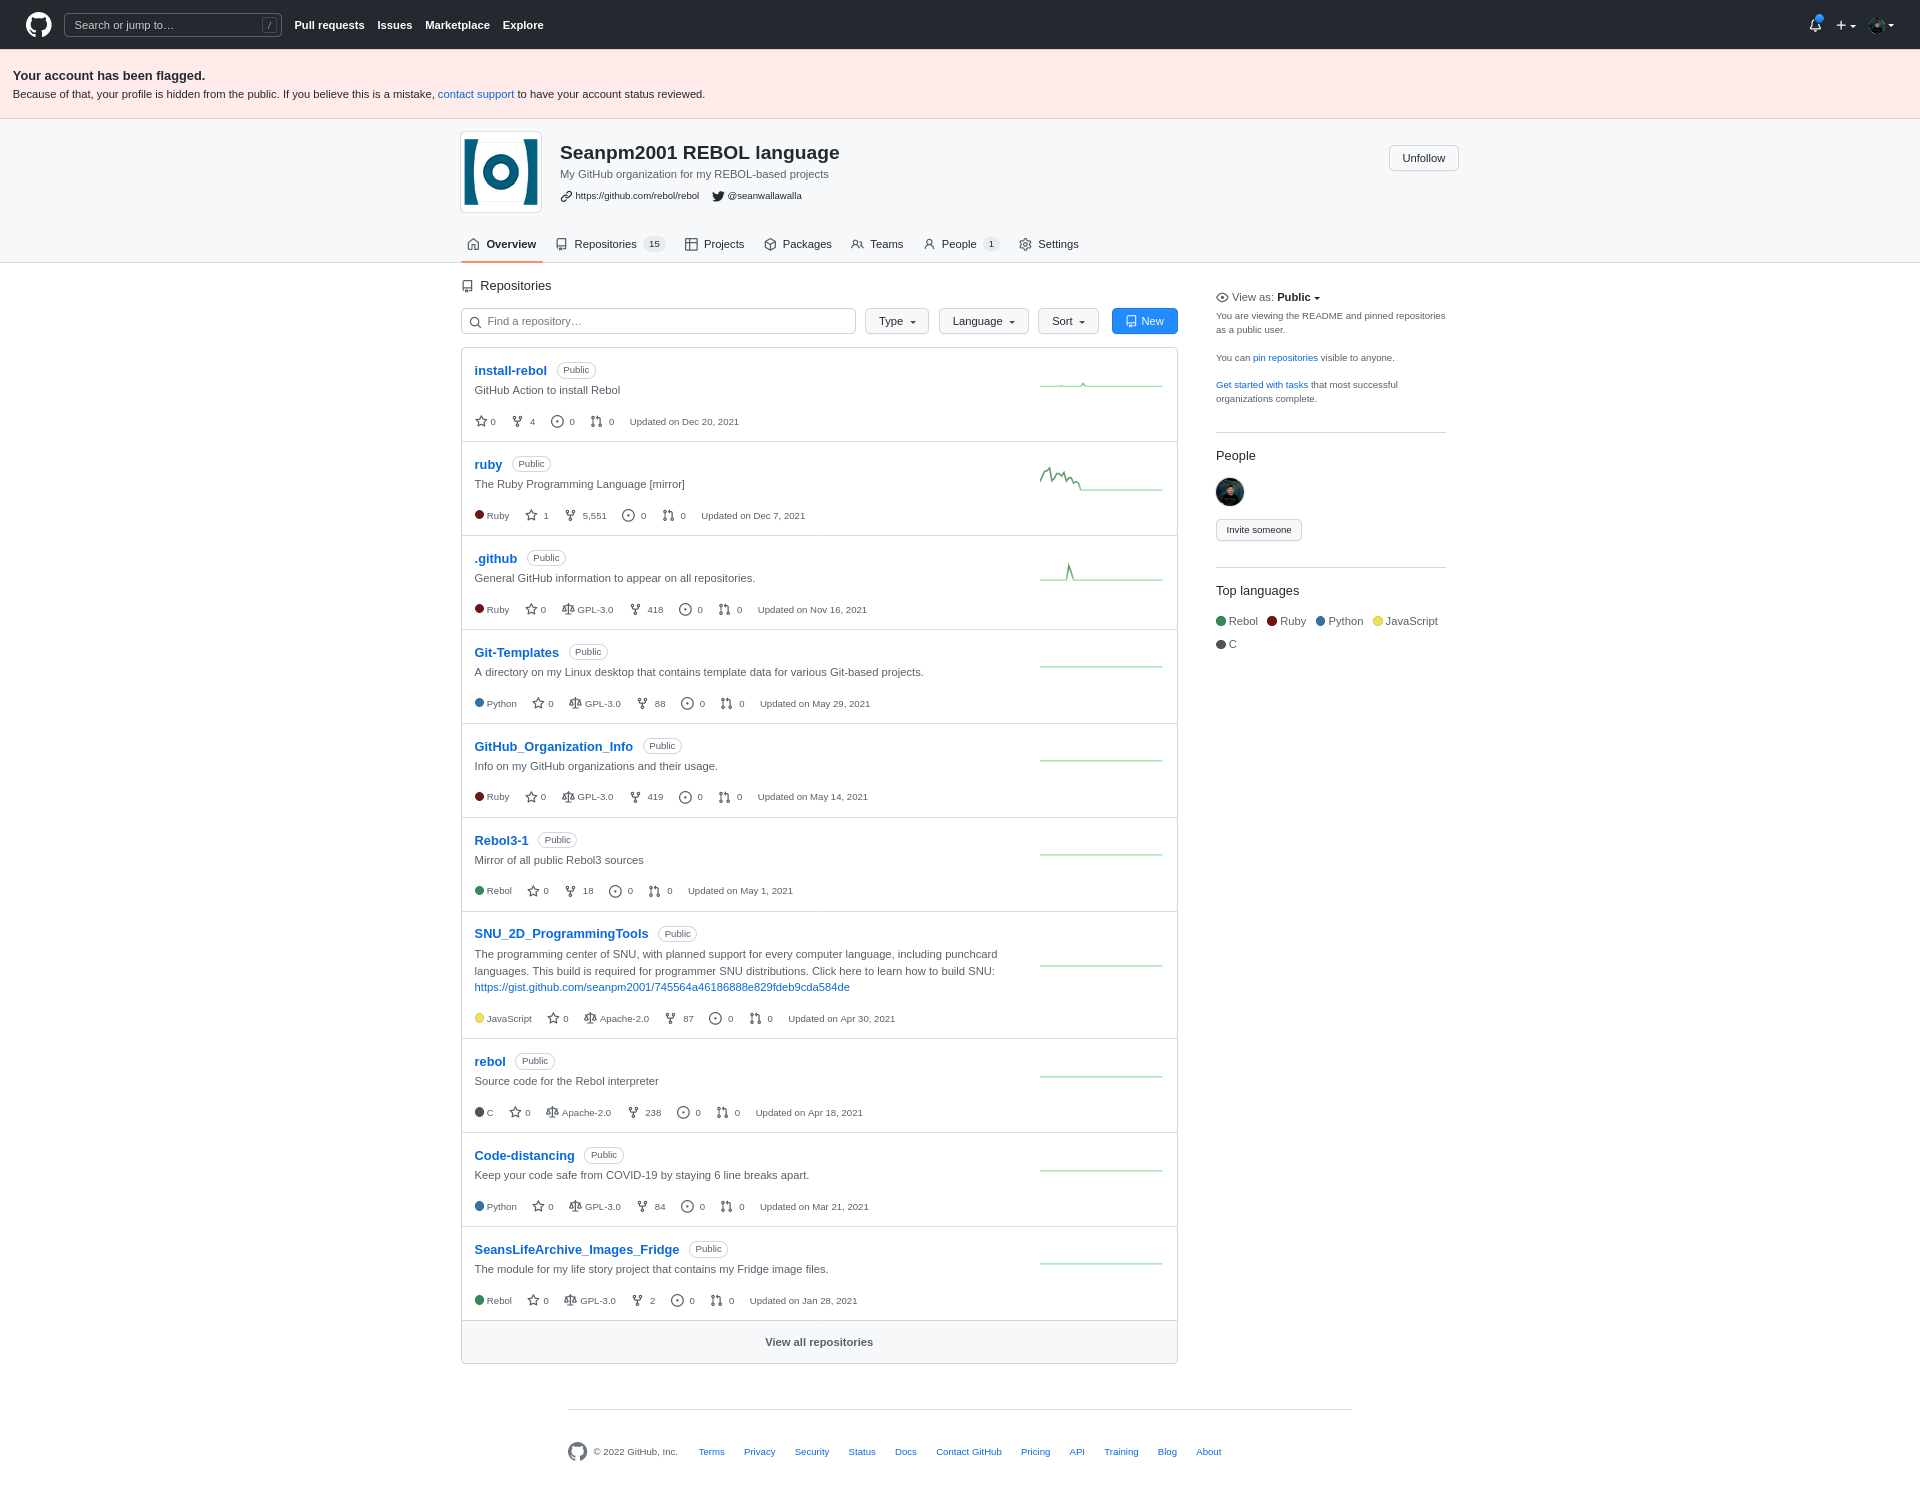 Search or jump to… /
Pull requests Issues Marketplace Explore
Your account has been flagged.
Because of that, your profile is hidden from the public. If you believe this is a mistake, contact support to have your account status reviewed.
Seanpm2001 REBOL language
My GitHub organization for my REBOL-based projects
https://github.com/rebol/rebol @seanwallawalla
Unfollow
Overview Repositories 15 Projects Packages Teams People 1 Settings
Repositories
Find a repository… Type Language Sort New
install-rebol Public
GitHub Action to install Rebol
0 4 0 0 Updated on Dec 20, 2021
ruby Public
The Ruby Programming Language [mirror]
Ruby 1 5,551 0 0 Updated on Dec 7, 2021
.github Public
General GitHub information to appear on all repositories.
Ruby 0 GPL-3.0 418 0 0 Updated on Nov 16, 2021
Git-Templates Public
A directory on my Linux desktop that contains template data for various Git-based projects.
Python 0 GPL-3.0 88 0 0 Updated on May 29, 2021
GitHub_Organization_Info Public
Info on my GitHub organizations and their usage.
Ruby 0 GPL-3.0 419 0 0 Updated on May 14, 2021
Rebol3-1 Public
Mirror of all public Rebol3 sources
Rebol 0 18 0 0 Updated on May 1, 2021
SNU_2D_ProgrammingTools Public
The programming center of SNU, with planned support for every computer language, including punchcard
languages. This build is required for programmer SNU distributions. Click here to learn how to build SNU:
https://gist.github.com/seanpm2001/745564a46186888e829fdeb9cda584de
JavaScript 0 Apache-2.0 87 0 0 Updated on Apr 30, 2021
rebol Public
Source code for the Rebol interpreter
C 0 Apache-2.0 238 0 0 Updated on Apr 18, 2021
Code-distancing Public
Keep your code safe from COVID-19 by staying 6 line breaks apart.
Python 0 GPL-3.0 84 0 0 Updated on Mar 21, 2021
SeansLifeArchive_Images_Fridge Public
The module for my life story project that contains my Fridge image files.
Rebol 0 GPL-3.0 2 0 0 Updated on Jan 28, 2021
View all repositories
View as: Public
You are viewing the README and pinned repositories
as a public user.
You can pin repositories visible to anyone.
Get started with tasks that most successful
organizations complete.
People
Invite someone
Top languages
Rebol Ruby Python JavaScript
C
© 2022 GitHub, Inc. Terms Privacy Security Status Docs Contact GitHub Pricing API Training Blog About